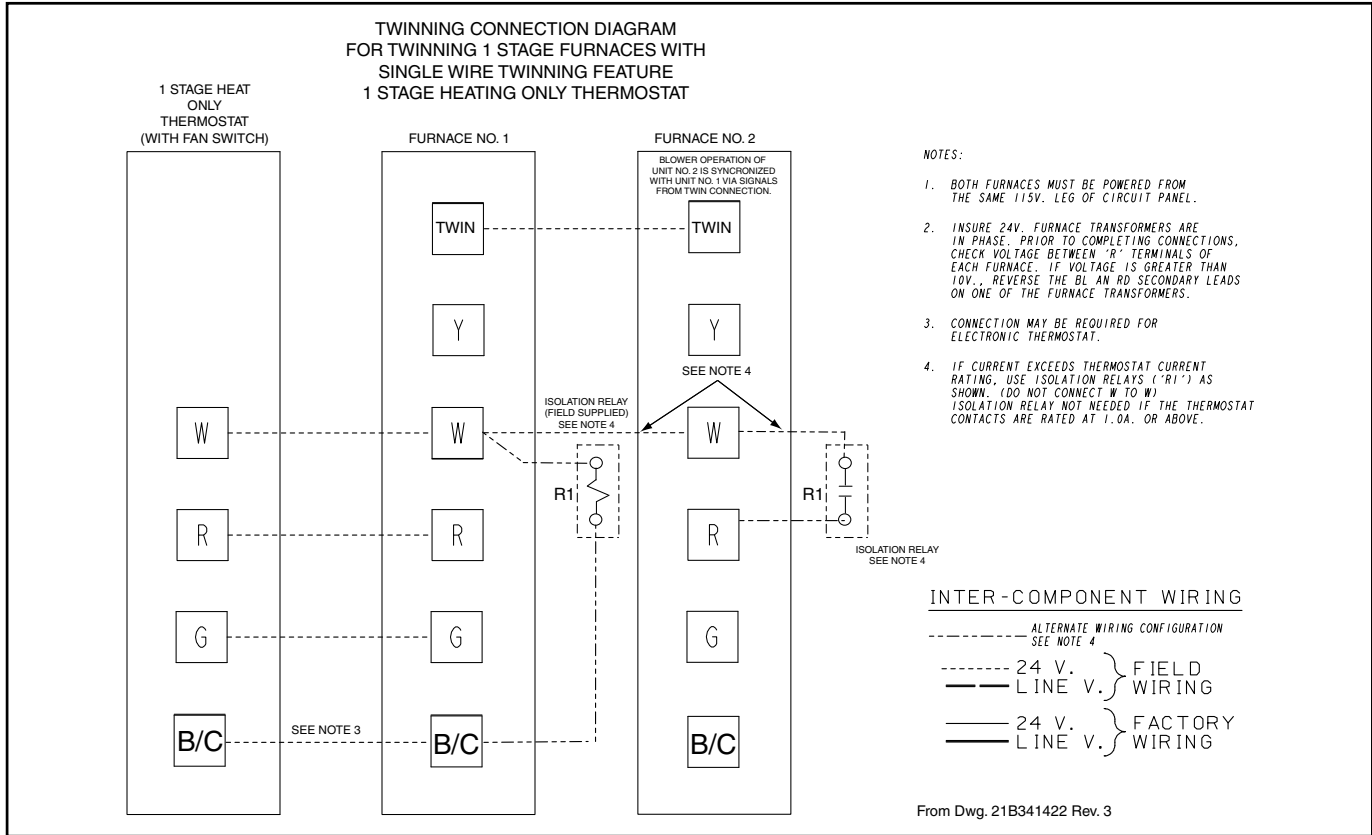 TWINNING CONNECTION DIAGRAM
FOR TWINNING 1 STAGE FURNACES WITH
SINGLE WIRE TWINNING FEATURE
1 STAGE HEATING ONLY THERMOSTAT
1 STAGE HEAT
ONLY
THERMOSTAT
(WITH FAN SWITCH)
FURNACE NO. 1
FURNACE NO. 2
BLOWER OPERATION OF
UNIT NO. 2 IS SYNCRONIZED
WITH UNIT NO. 1 VIA SIGNALS
FROM TWIN CONNECTION.
TWIN
TWIN
Y
Y
SEE NOTE 4
ISOLATION RELAY
(FIELD SUPPLIED)
SEE NOTE 4
W
W
W
R1
R1
R
R
R
ISOLATION RELAY
SEE NOTE 4
G
G
G
B/C
SEE NOTE 3
B/C
B/C
NOTES:
1. BOTH FURNACES MUST BE POWERED FROM
THE SAME 115V. LEG OF CIRCUIT PANEL.
2. INSURE 24V. FURNACE TRANSFORMERS ARE
IN PHASE. PRIOR TO COMPLETING CONNECTIONS,
CHECK VOLTAGE BETWEEN 'R' TERMINALS OF
EACH FURNACE. IF VOLTAGE IS GREATER THAN
10V., REVERSE THE BL AN RD SECONDARY LEADS
ON ONE OF THE FURNACE TRANSFORMERS.
3. CONNECTION MAY BE REQUIRED FOR
ELECTRONIC THERMOSTAT.
4. IF CURRENT EXCEEDS THERMOSTAT CURRENT
RATING, USE ISOLATION RELAYS ('R1') AS
SHOWN. (DO NOT CONNECT W TO W)
ISOLATION RELAY NOT NEEDED IF THE THERMOSTAT
CONTACTS ARE RATED AT 1.0A. OR ABOVE.
INTER-COMPONENT WIRING
ALTERNATE WIRING CONFIGURATION
SEE NOTE 4
24 V. FIELD
LINE V. WIRING
24 V. FACTORY
LINE V. WIRING
From Dwg. 21B341422 Rev. 3